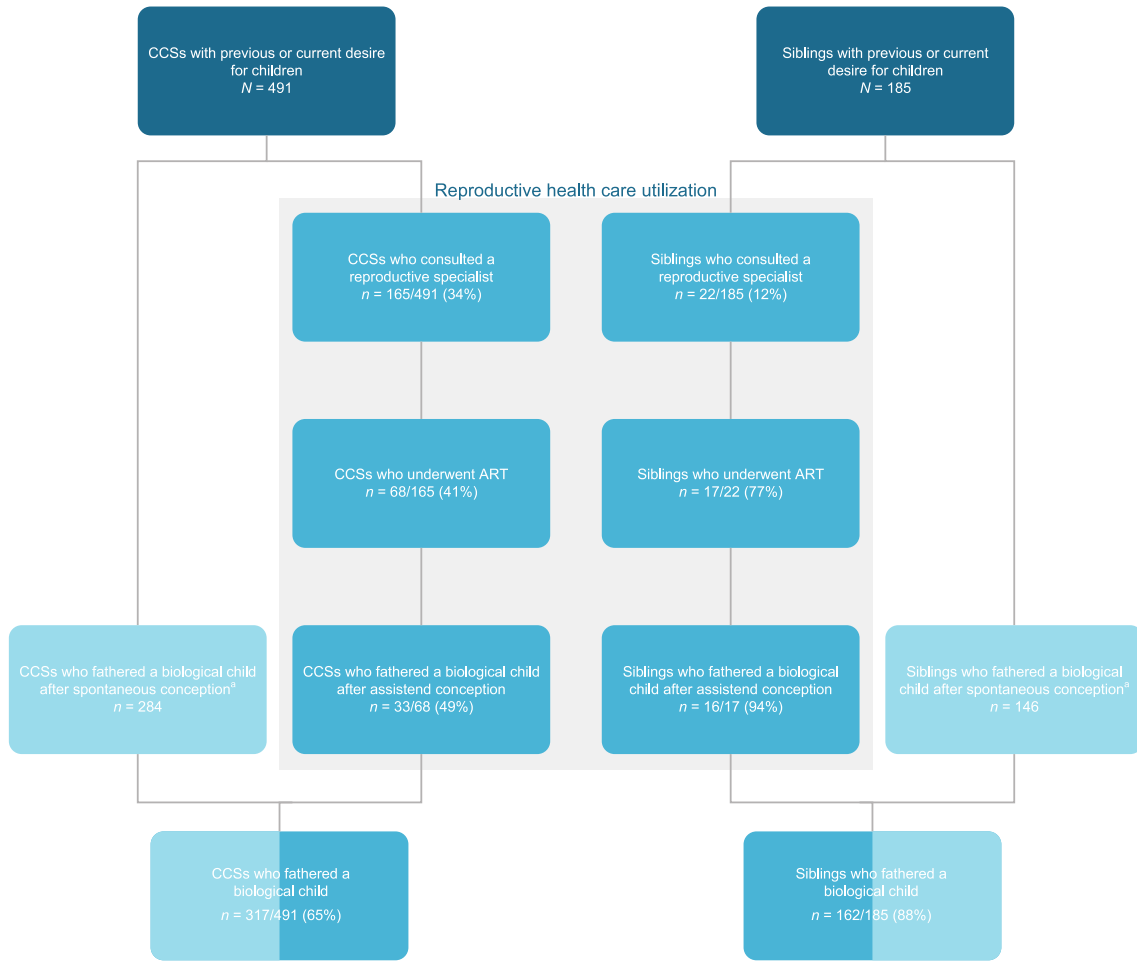 CCSs with previous or current desire
for children
N = 491
Siblings with previous or current
desire for children
N = 185
Reproductive health care utilization
CCSs who consulted a
reproductive specialist
n = 165/491 (34%)
Siblings who consulted a
reproductive specialist
n = 22/185 (12%)
CCSs who underwent ART
n = 68/165 (41%)
Siblings who underwent ART
n = 17/22 (77%)
CCSs who fathered a biological child
after spontaneous conceptionᵃ
n = 284
CCSs who fathered a biological child
after assistend conception
n = 33/68 (49%)
Siblings who fathered a biological
child after assistend conception
n = 16/17 (94%)
Siblings who fathered a biological
child after spontaneous conceptionᵃ
n = 146
CCSs who fathered a
biological child
n = 317/491 (65%)
Siblings who fathered a
biological child
n = 162/185 (88%)